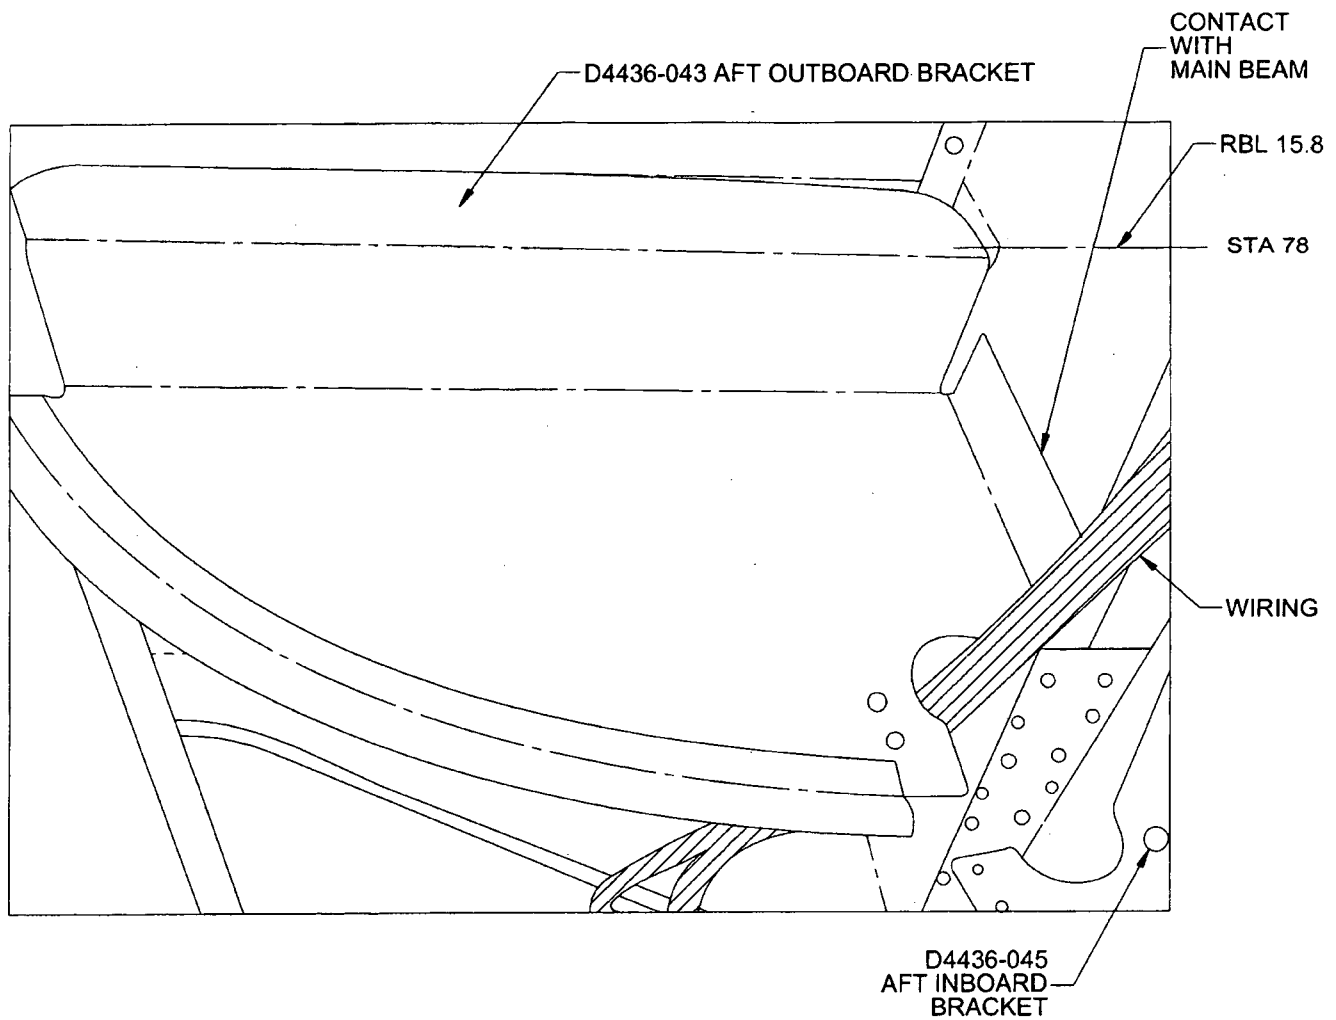 CONTACT
WITH
MAIN BEAM
D4436-043 AFT OUTBOARD BRACKET
RBL 15.8
STA 78
WIRING
D4436-045
AFT INBOARD
BRACKET